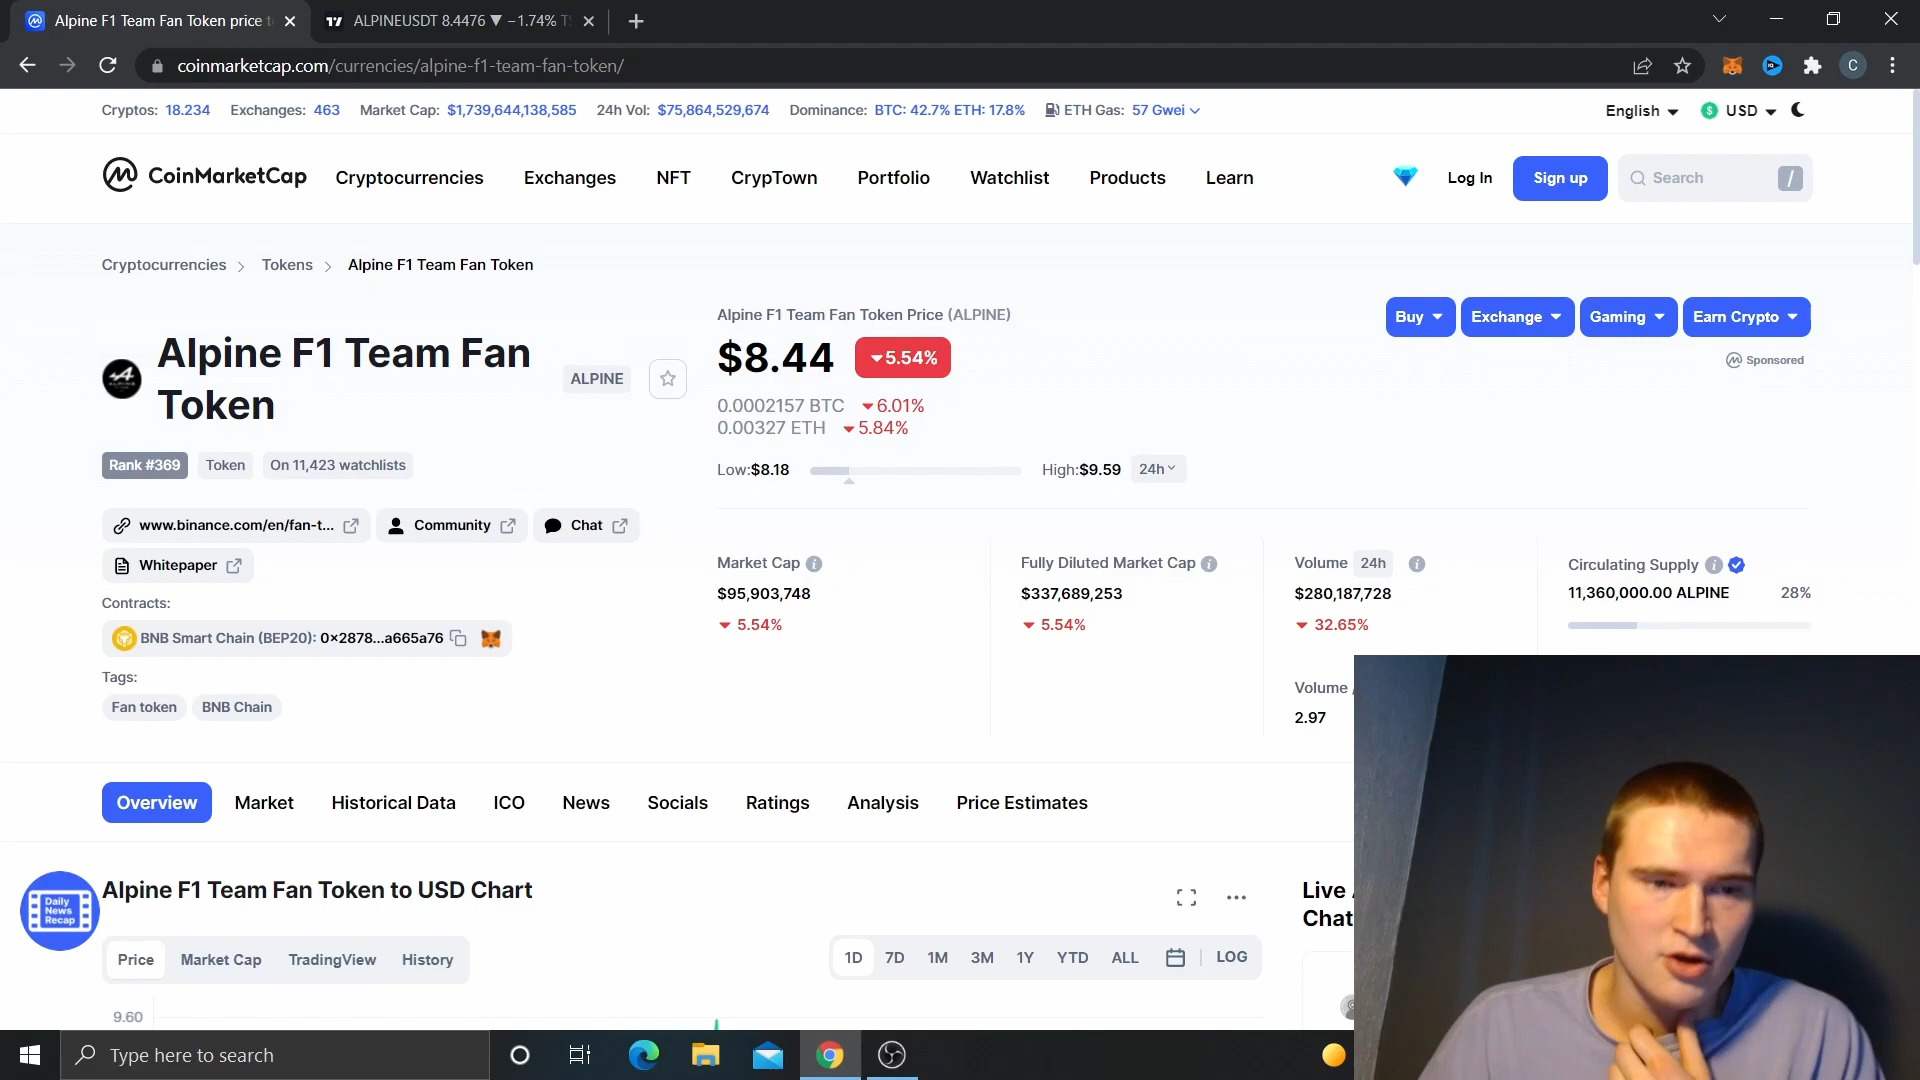 Alpine F1 Team Fan Token price t
ALPINEUSDT 8.4476 ▼ −1.74%
coinmarketcap.com/currencies/alpine-f1-team-fan-token/
C
Cryptos: 18.234 Exchanges: 463 Market Cap: $1,739,644,138,585 24h Vol: $75,864,529,674 Dominance: BTC: 42.7% ETH: 17.8% ETH Gas: 57 Gwei
English $ USD
CoinMarketCap Cryptocurrencies Exchanges NFT CrypTown Portfolio Watchlist Products Learn
Log In Sign up Search /
Cryptocurrencies Tokens Alpine F1 Team Fan Token
Alpine F1 Team Fan
Token
ALPINE
Rank #369 Token On 11,423 watchlists
www.binance.com/en/fan-t... Community Chat
Whitepaper
Contracts:
BNB Smart Chain (BEP20): 0x2878...a665a76
Tags:
Fan token BNB Chain
Alpine F1 Team Fan Token Price (ALPINE)
$8.44 5.54%
0.0002157 BTC 6.01%
0.00327 ETH 5.84%
Low:$8.18 High:$9.59 24h
Buy Exchange Gaming Earn Crypto
Sponsored
Market Cap
$95,903,748
5.54%
Fully Diluted Market Cap
$337,689,253
5.54%
Volume 24h
$280,187,728
32.65%
Volume
2.97
Circulating Supply
11,360,000.00 ALPINE 28%
Overview Market Historical Data ICO News Socials Ratings Analysis Price Estimates
Daily
News
Recap
Alpine F1 Team Fan Token to USD Chart
Price Market Cap TradingView History
1D 7D 1M 3M 1Y YTD ALL LOG
9.60
Live
Chat
Type here to search